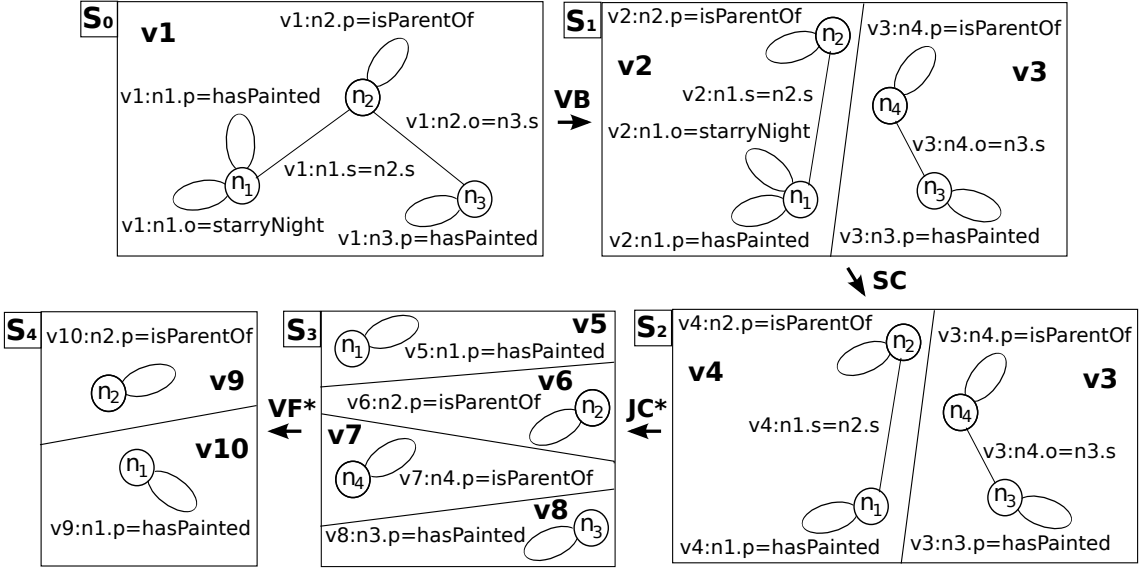 S0
v1
v1:n2.p=isParentOf
v1:n1.p=hasPainted
n2
v1:n2.o=n3.s
v1:n1.s=n2.s
n1
n3
v1:n1.o=starryNight
v1:n3.p=hasPainted
VB
S1
v2:n2.p=isParentOf
n2
v2
v2:n1.s=n2.s
v2:n1.o=starryNight
n1
v2:n1.p=hasPainted
v3:n4.p=isParentOf
v3
n4
v3:n4.o=n3.s
n3
v3:n3.p=hasPainted
SC
S4
v10:n2.p=isParentOf
n2
v9
v10
n1
v9:n1.p=hasPainted
VF*
S3
v5
n1
v5:n1.p=hasPainted
v6
v6:n2.p=isParentOf
n2
v7
n4
v7:n4.p=isParentOf
v8
v8:n3.p=hasPainted
n3
JC*
S2
v4:n2.p=isParentOf
n2
v4
v4:n1.s=n2.s
n1
v4:n1.p=hasPainted
v3:n4.p=isParentOf
v3
n4
v3:n4.o=n3.s
n3
v3:n3.p=hasPainted